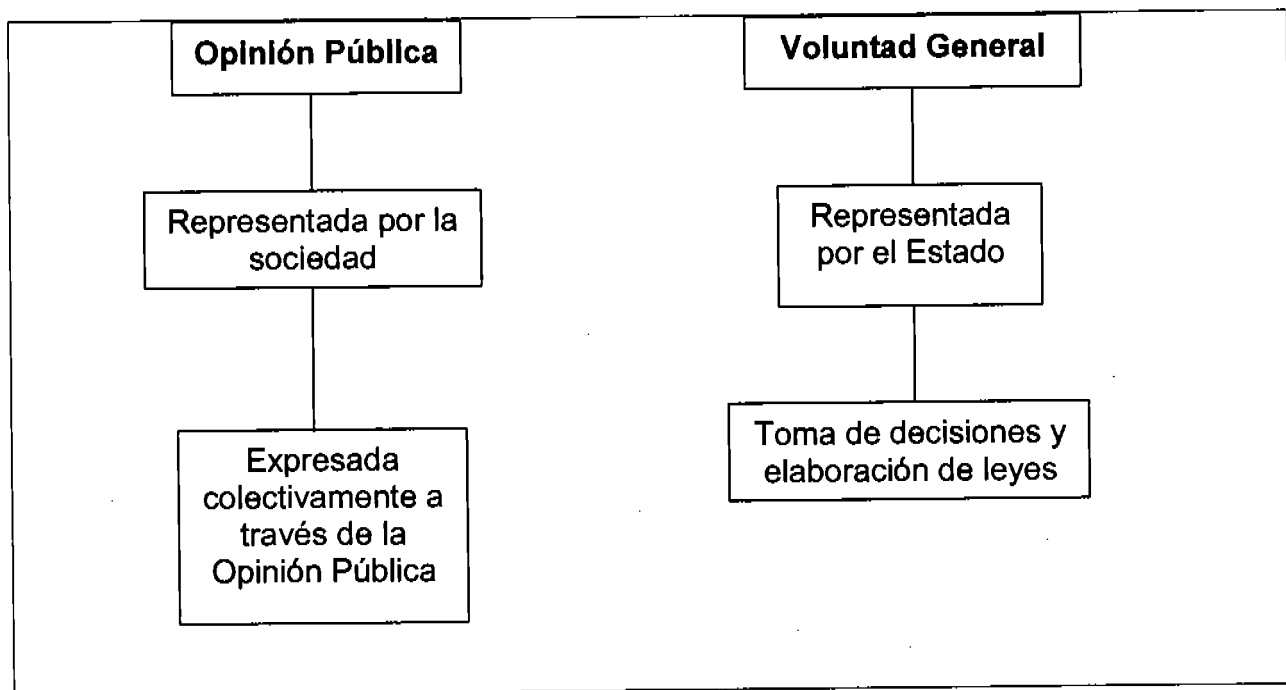 Opinión Pública
Representada por la
sociedad
Expresada
colectivamente a
través de la
Opinión Pública
Voluntad General
Representada
por el Estado
Toma de decisiones y
elaboración de leyes